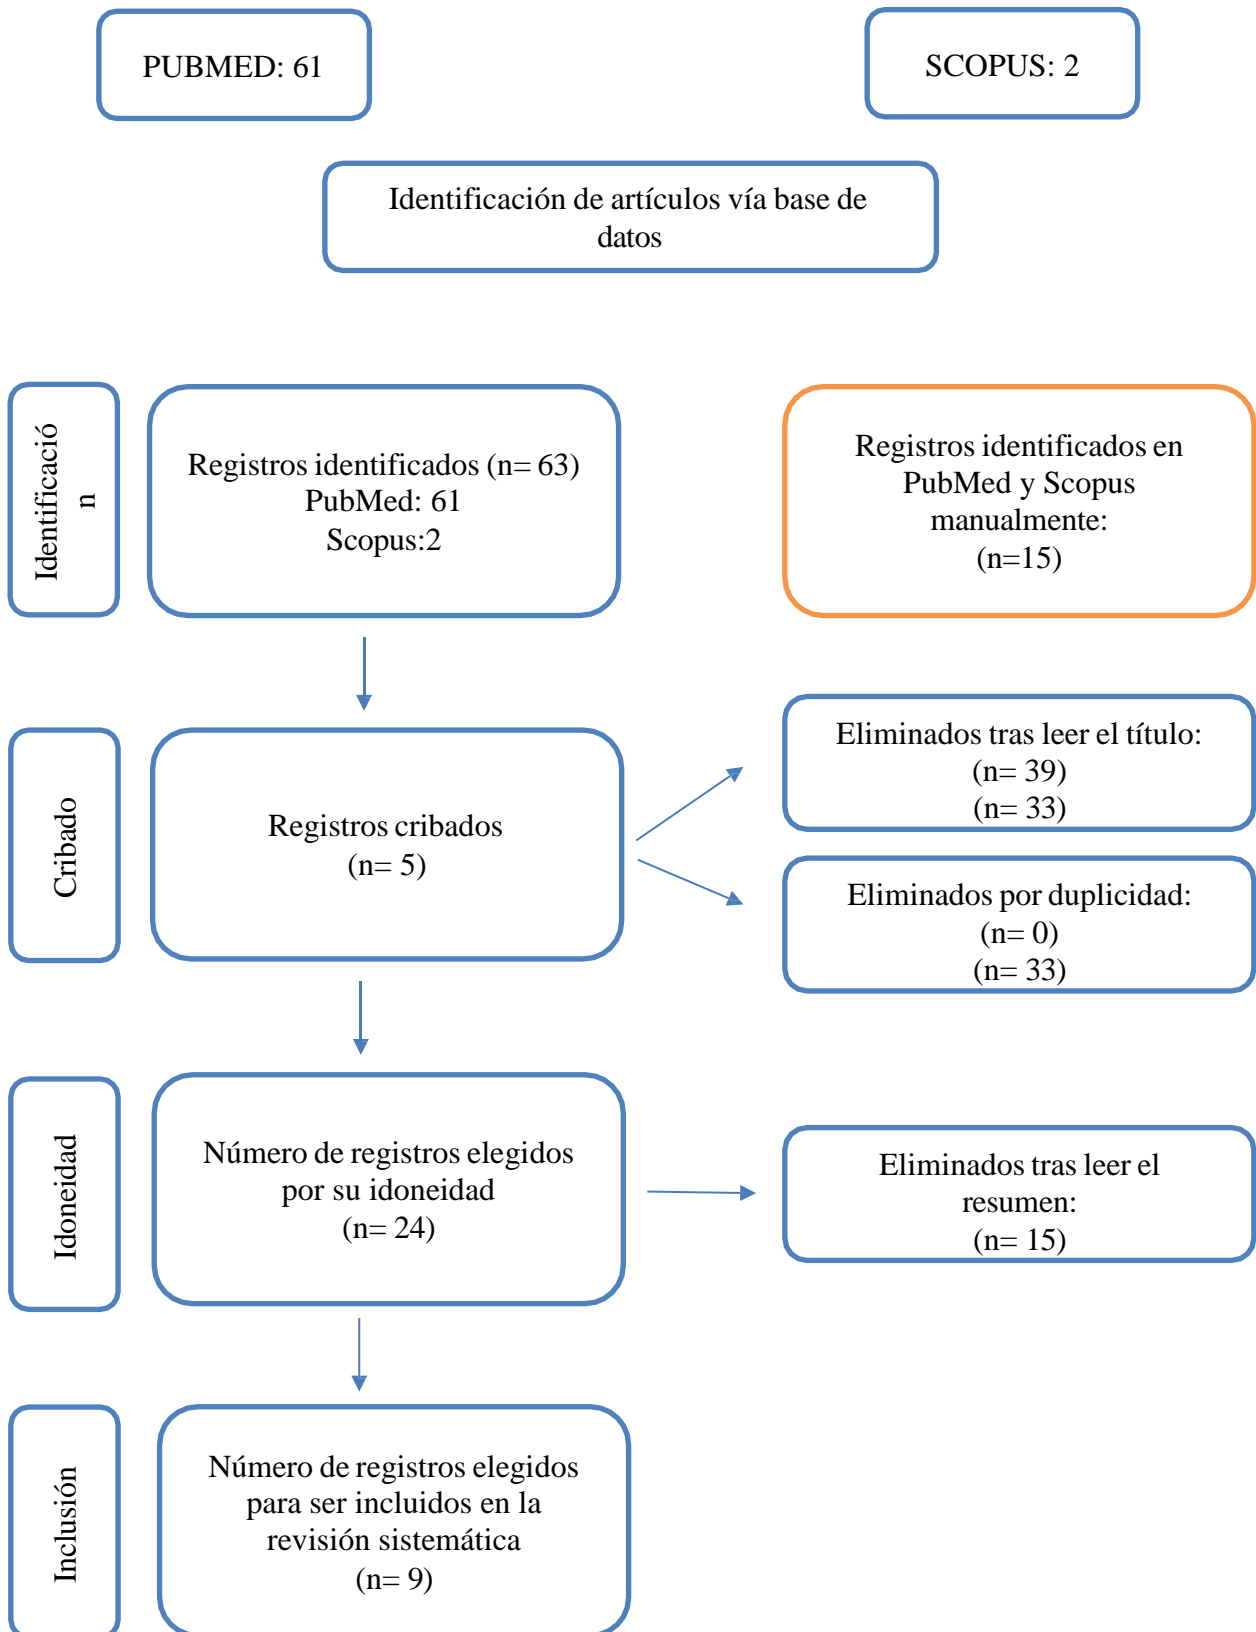 PUBMED: 61
SCOPUS: 2
Identificación de artículos vía base de
datos
Identificació
n
Registros identificados (n= 63)
PubMed: 61
Scopus:2
Registros identificados en
PubMed y Scopus
manualmente:
(n=15)
Cribado
Registros cribados
(n= 5)
Eliminados tras leer el título:
(n= 39)
(n= 33)
Eliminados por duplicidad:
(n= 0)
(n= 33)
Idoneidad
Número de registros elegidos
por su idoneidad
(n= 24)
Eliminados tras leer el
resumen:
(n= 15)
Inclusión
Número de registros elegidos
para ser incluidos en la
revisión sistemática
(n= 9)